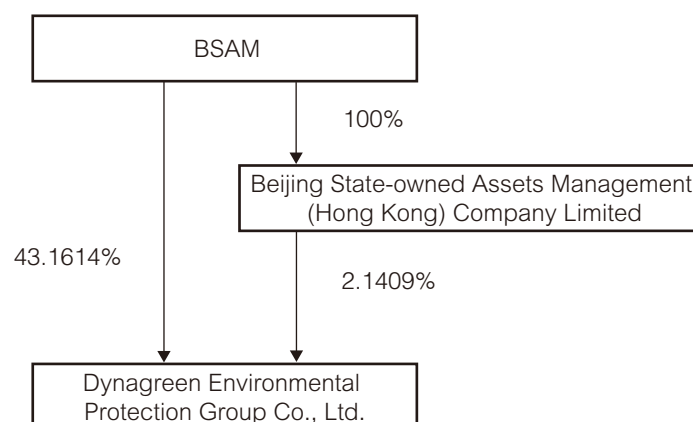 BSAM
100%
Beijing State-owned Assets Management
(Hong Kong) Company Limited
43.1614%
2.1409%
Dynagreen Environmental
Protection Group Co., Ltd.